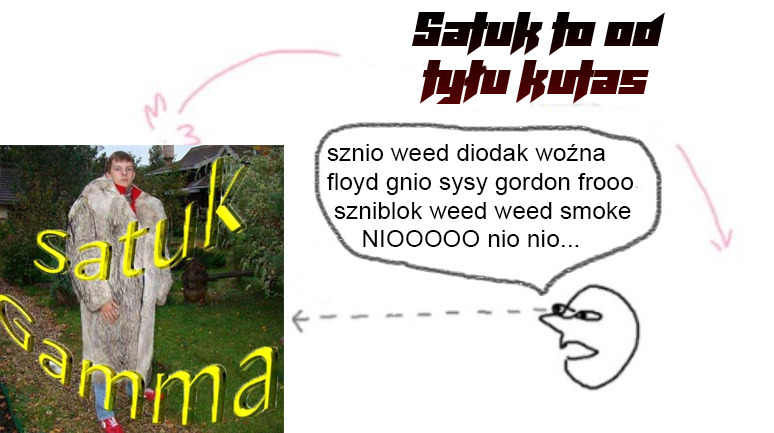 Satuk to od
tyłu kutas
M
3
sznio weed diodak woźna
floyd gnio sysy gordon frooo
szniblok weed weed smoke
NIOOOOO nio nio...
satuk
Gamma